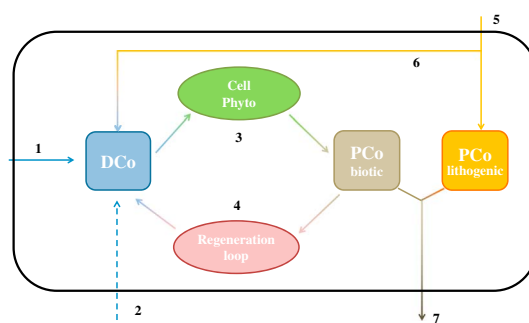 5
6
Cell
Phyto
1
3
DCo
PCo
biotic
PCo
lithogenic
4
Regeneration
loop
2
7